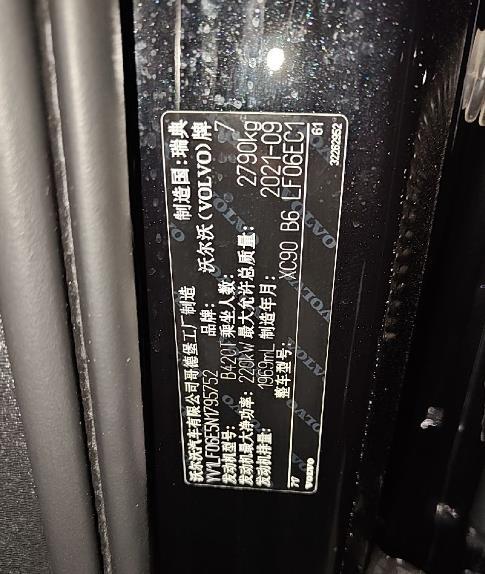 沃尔沃汽车有限公司哥德堡工厂 制造 制造国:瑞典
YV1LF06E5N1795752 品牌: 沃尔沃(VOLVO)牌
发动机型号: B420T 乘坐人数: 7
发动机最大净功率: 220kW 最大允许总质量: 2790kg
发动机排量: 1969mL 制造年月: 2021-09
整车型号: XC90 B6 LF06EC1
61
VOLVO 32262952